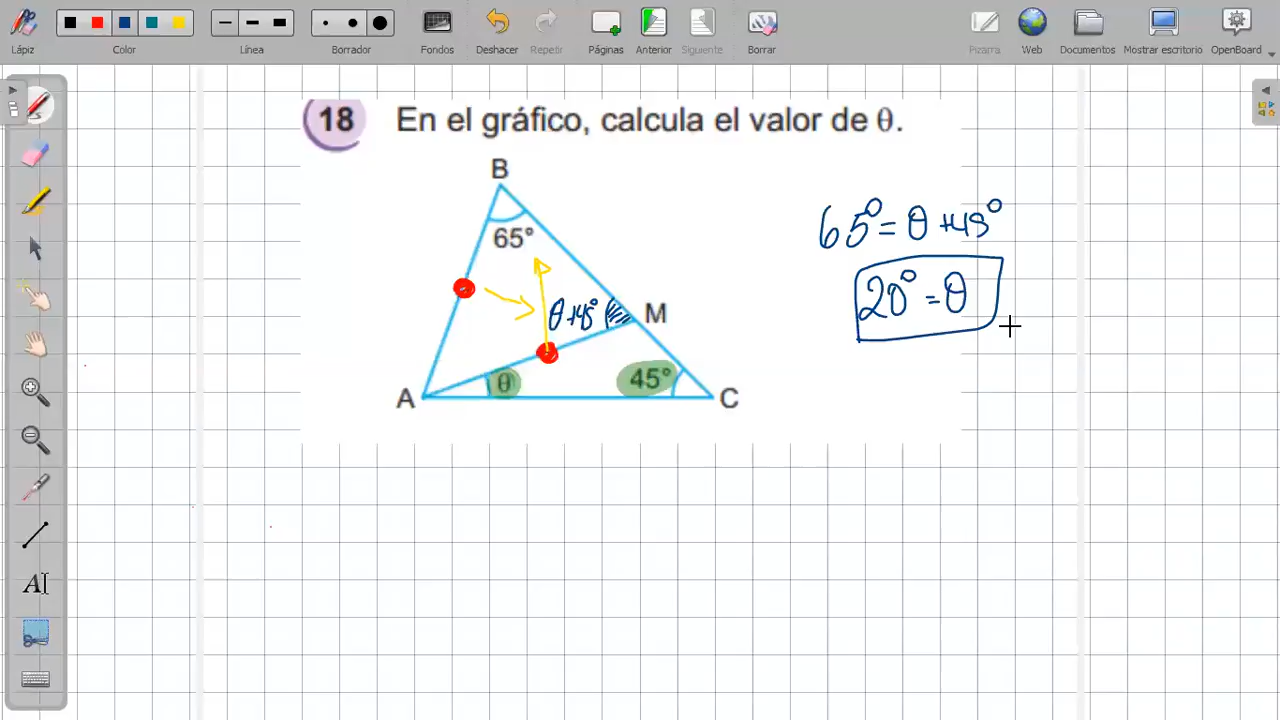 Lápiz
Color
Línea
Borrador
Fondos
Deshacer
Repetir
Páginas
Anterior
Siguiente
Borrar
Pizarra
Web
Documentos
Mostrar escritorio
OpenBoard
18 En el gráfico, calcula el valor de θ.
B
65°
θ+45°
M
θ
45°
A
C
65° = θ +45°
20° = θ
A